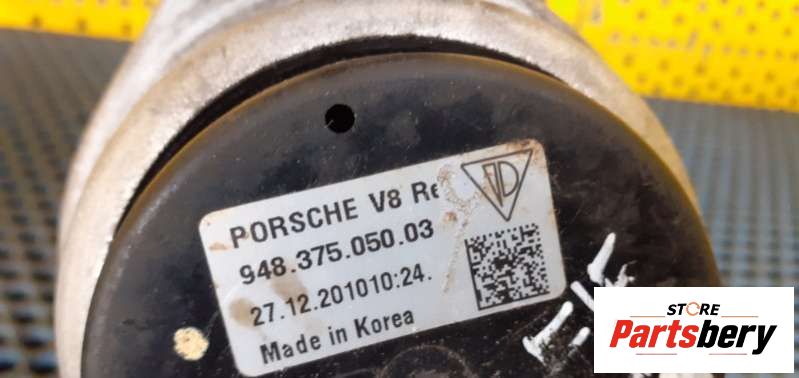 PORSCHE V8 Re
948.375.050.03
27.12.201010:24.
Made in Korea
STORE
Partsbery